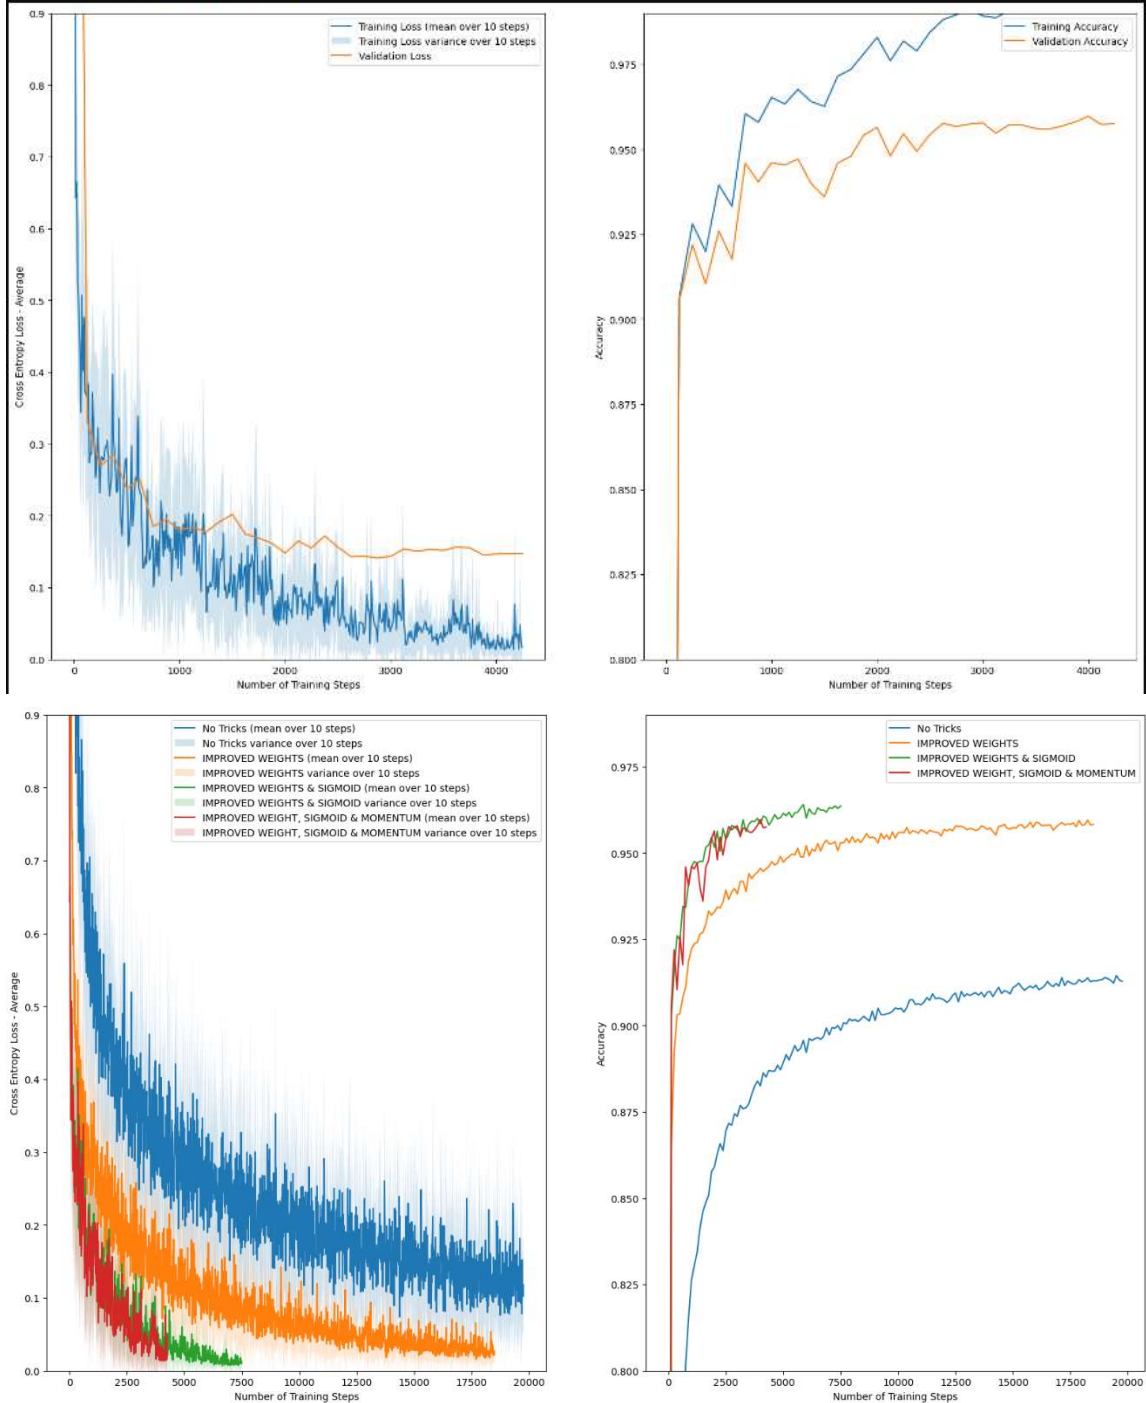 Training Loss (mean over 10 steps)
Training Loss variance over 10 steps
Validation Loss
0.9
0.8
0.7
0.6
0.5
0.4
0.3
0.2
0.1
0.0
Cross Entropy Loss - Average
0
1000
2000
3000
4000
Number of Training Steps
Training Accuracy
Validation Accuracy
0.975
0.950
0.925
0.900
0.875
0.850
0.825
0.800
Accuracy
0
1000
2000
3000
4000
Number of Training Steps
No Tricks (mean over 10 steps)
No Tricks variance over 10 steps
IMPROVED WEIGHTS (mean over 10 steps)
IMPROVED WEIGHTS variance over 10 steps
IMPROVED WEIGHTS & SIGMOID (mean over 10 steps)
IMPROVED WEIGHTS & SIGMOID variance over 10 steps
IMPROVED WEIGHT, SIGMOID & MOMENTUM (mean over 10 steps)
IMPROVED WEIGHT, SIGMOID & MOMENTUM variance over 10 steps
0.9
0.8
0.7
0.6
0.5
0.4
0.3
0.2
0.1
0.0
Cross Entropy Loss - Average
0
2500
5000
7500
10000
12500
15000
17500
20000
Number of Training Steps
No Tricks
IMPROVED WEIGHTS
IMPROVED WEIGHTS & SIGMOID
IMPROVED WEIGHT, SIGMOID & MOMENTUM
0.975
0.950
0.925
0.900
0.875
0.850
0.825
0.800
Accuracy
0
2500
5000
7500
10000
12500
15000
17500
20000
Number of Training Steps